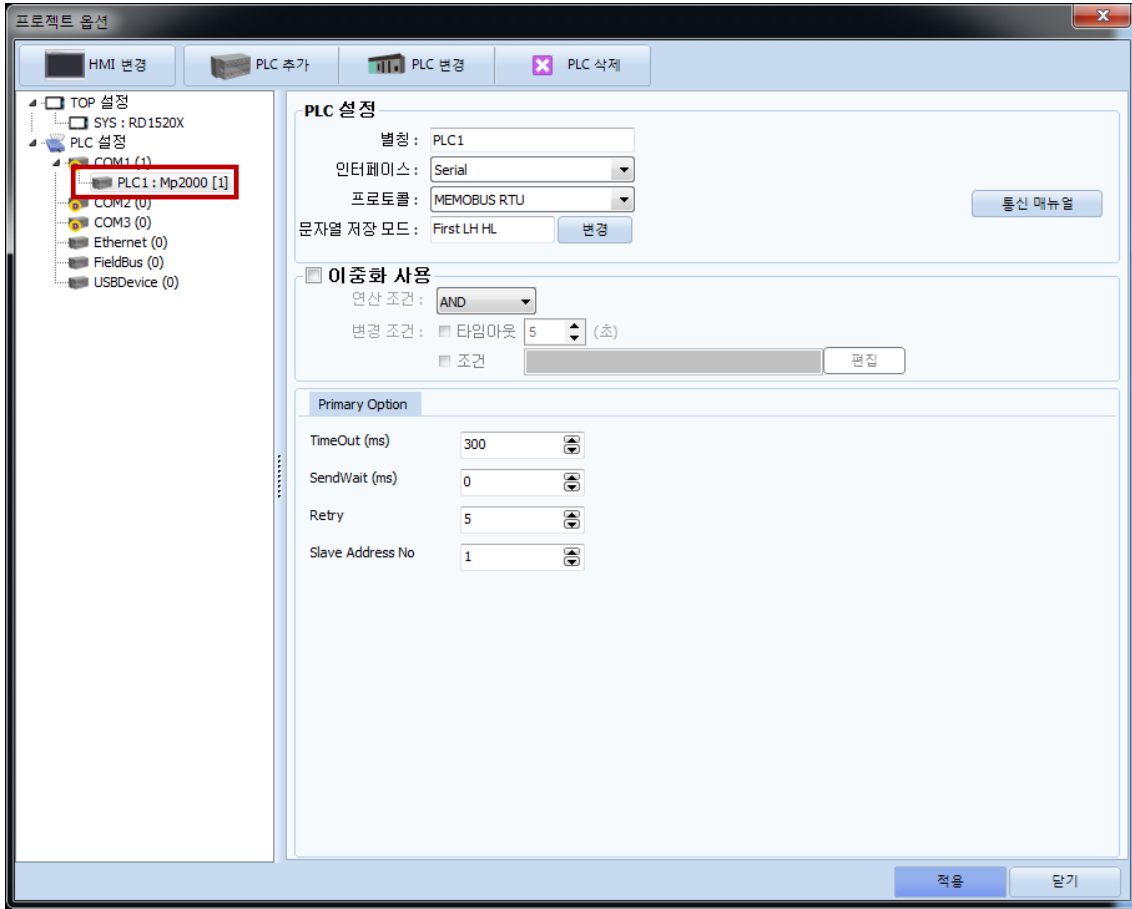 프로젝트 옵션
HMI 변경 PLC 추가 PLC 변경 PLC 삭제
TOP 설정
SYS : RD1520X
PLC 설정
COM1 (1)
PLC1 : Mp2000 [1]
COM2 (0)
COM3 (0)
Ethernet (0)
FieldBus (0)
USBDevice (0)
PLC 설정
별칭 : PLC1
인터페이스 : Serial
프로토콜 : MEMOBUS RTU
통신 매뉴얼
문자열 저장 모드 : First LH HL 변경
이중화 사용
연산 조건 : AND
변경 조건 : 타임아웃 5 (초)
조건 편집
Primary Option
TimeOut (ms) 300
SendWait (ms) 0
Retry 5
Slave Address No 1
적용 닫기